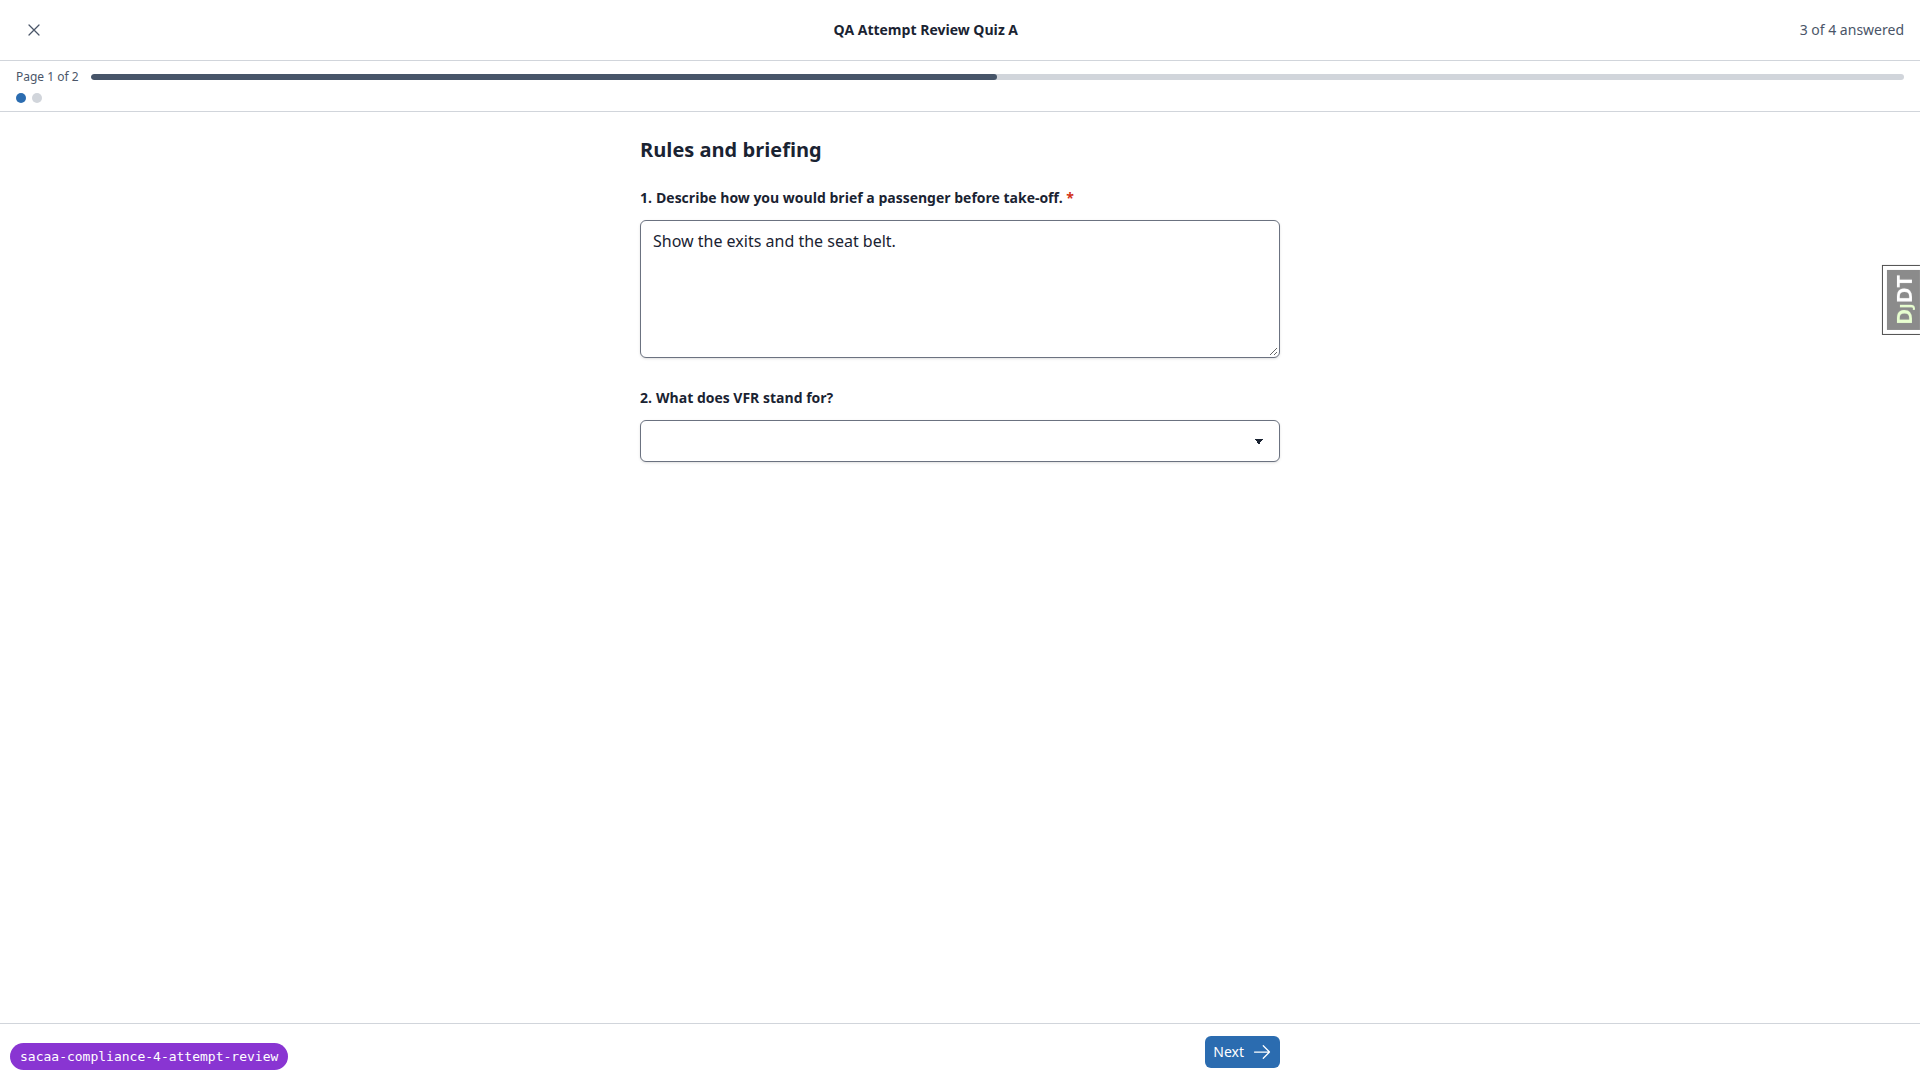 QA Attempt Review Quiz A
3 of 4 answered
Page 1 of 2
Rules and briefing
1. Describe how you would brief a passenger before take-off. *
Show the exits and the seat belt.
DjDT
2. What does VFR stand for?
sacaa-compliance-4-attempt-review
Next